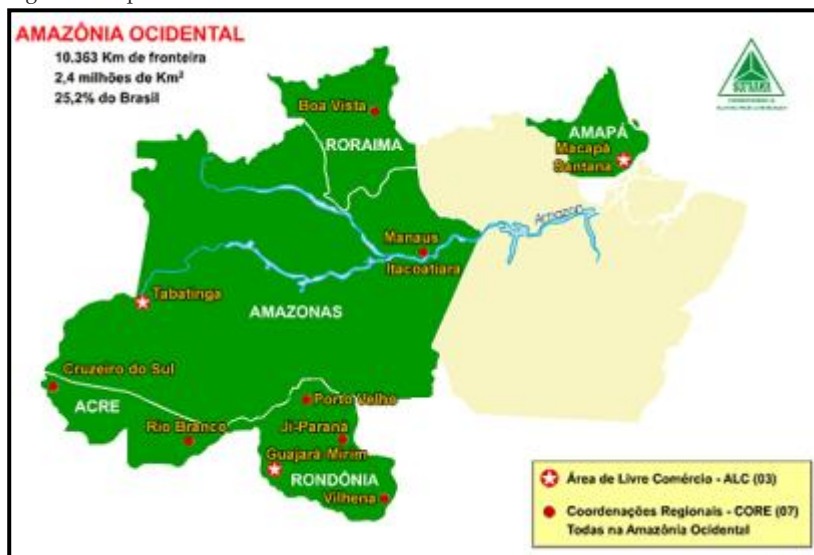 AMAZÔNIA OCIDENTAL
10.363 Km de fronteira
2,4 milhões de Km²
25,2% do Brasil
SUFRAMA
Boa Vista
RORAIMA
AMAPÁ
Macapá
Santana
Amazon
Manaus
Itacoatiara
Tabatinga
AMAZONAS
Cruzeiro do Sul
ACRE
Rio Branco
Porto Velho
Ji-Paraná
Guajará-Mirim
RONDÔNIA
Vilhena
Área de Livre Comércio - ALC (03)
Coordenações Regionais - CORE (07)
Todas na Amazônia Ocidental